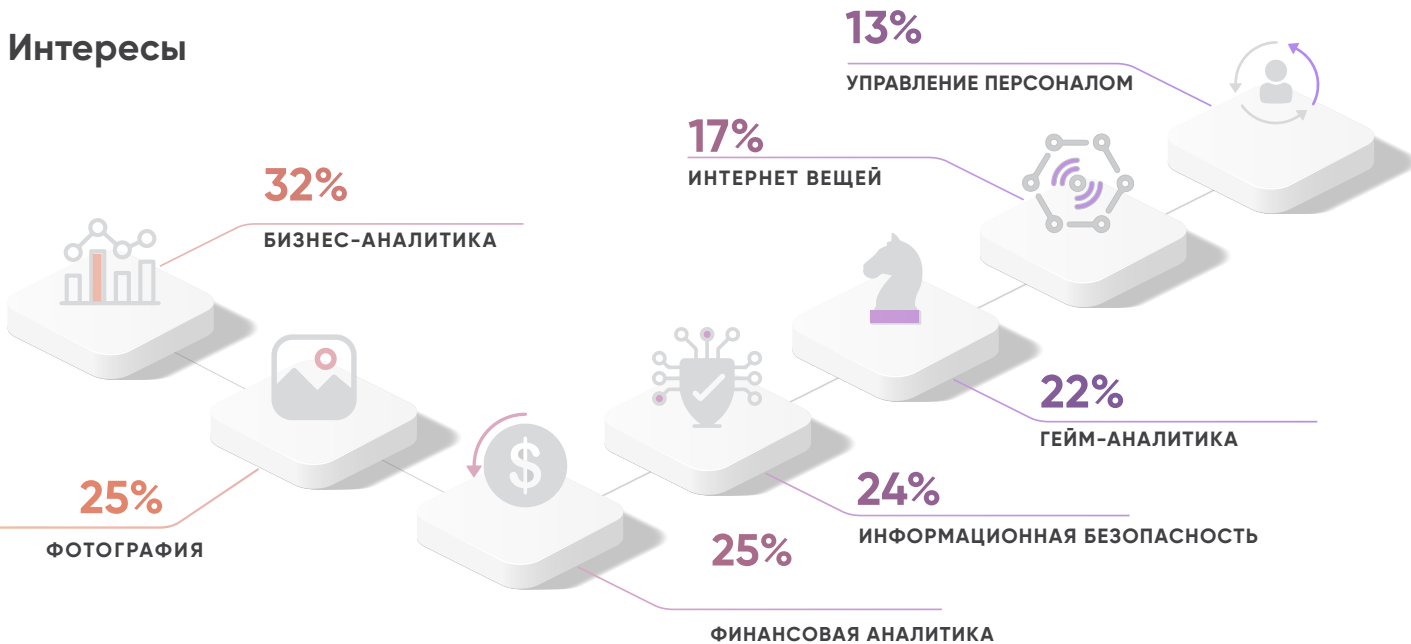 Интересы
13%
УПРАВЛЕНИЕ ПЕРСОНАЛОМ
17%
ИНТЕРНЕТ ВЕЩЕЙ
32%
БИЗНЕС-АНАЛИТИКА
22%
ГЕЙМ-АНАЛИТИКА
25%
ФОТОГРАФИЯ
24%
ИНФОРМАЦИОННАЯ БЕЗОПАСНОСТЬ
25%
ФИНАНСОВАЯ АНАЛИТИКА
$